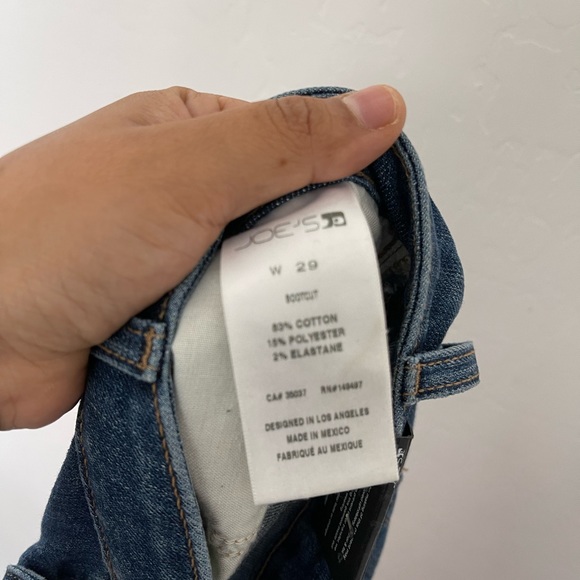 JOE'S
W 29
BOOTCUT
83% COTTON
15% POLYESTER
2% ELASTANE
CA# 35037 RN#149497
DESIGNED IN LOS ANGELES
MADE IN MEXICO
FABRIQUÉ AU MEXIQUE